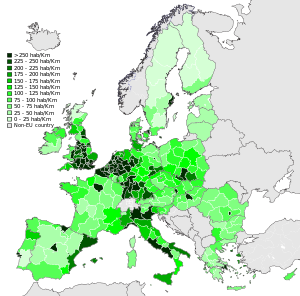 > 250 hab/Km
225 - 250 hab/Km
200 - 225 hab/Km
175 - 200 hab/Km
150 - 175 hab/Km
125 - 150 hab/Km
100 - 125 hab/Km
75 - 100 hab/Km
50 - 75 hab/Km
25 - 50 hab/Km
0 - 25 hab/Km
Non-EU country